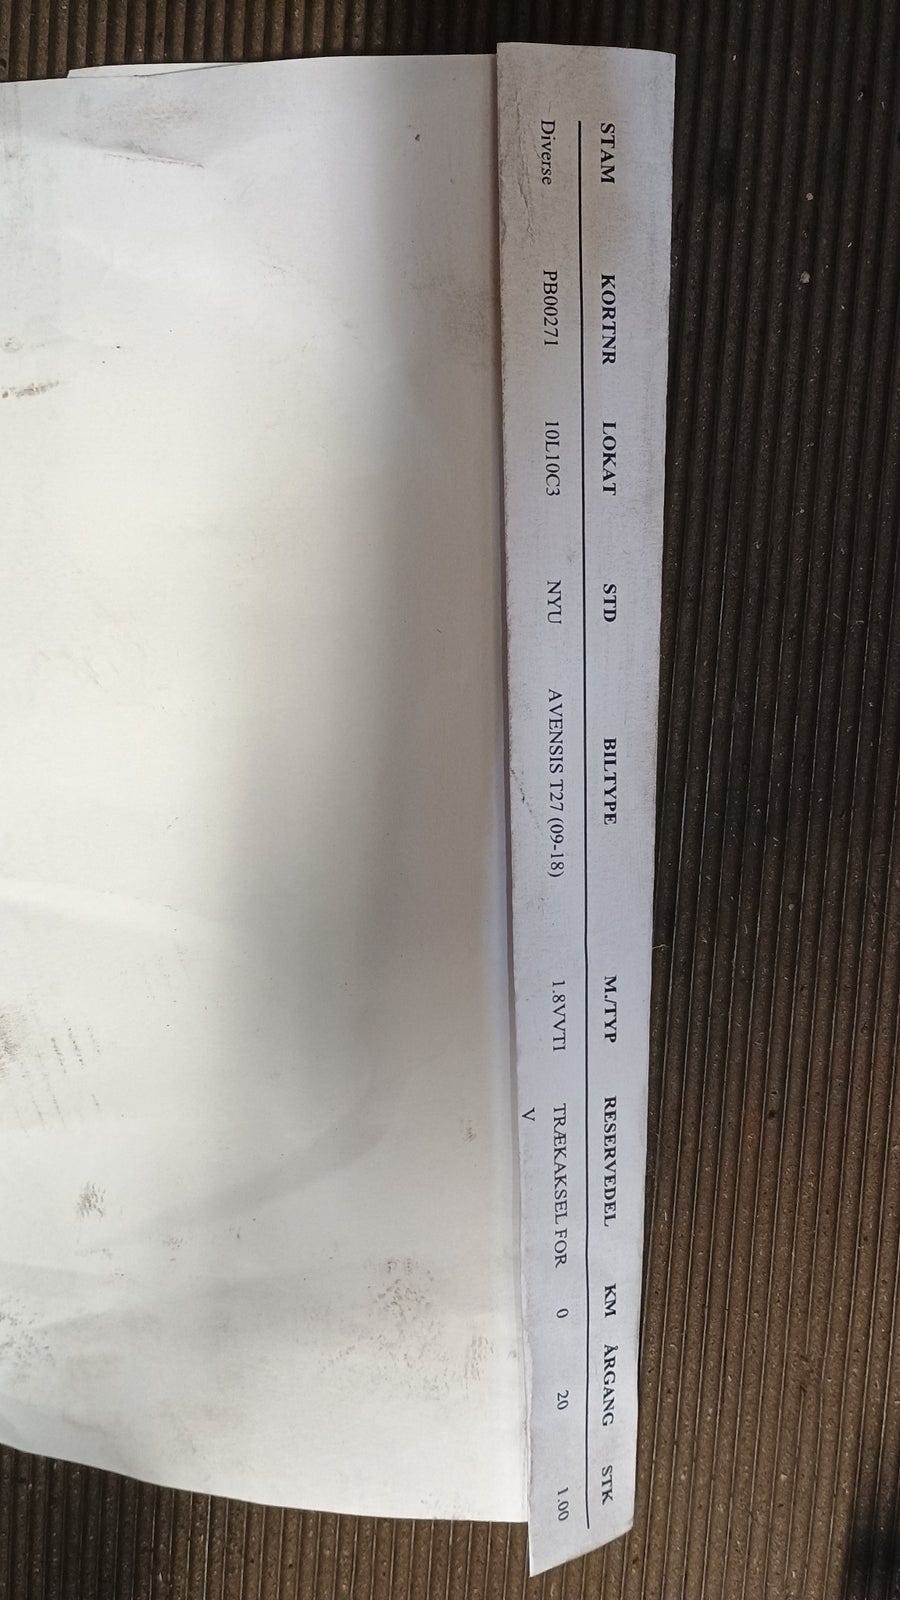 STAM KORTNR LOKAT STD BILTYPE M./TYP RESERVEDEL KM ÅRGANG STK
Diverse PB00271 10L10C3 NYU AVENSIS T27 (09-18) 1.8VVTI TRÆKAKSEL FOR 0 20 1.00
V